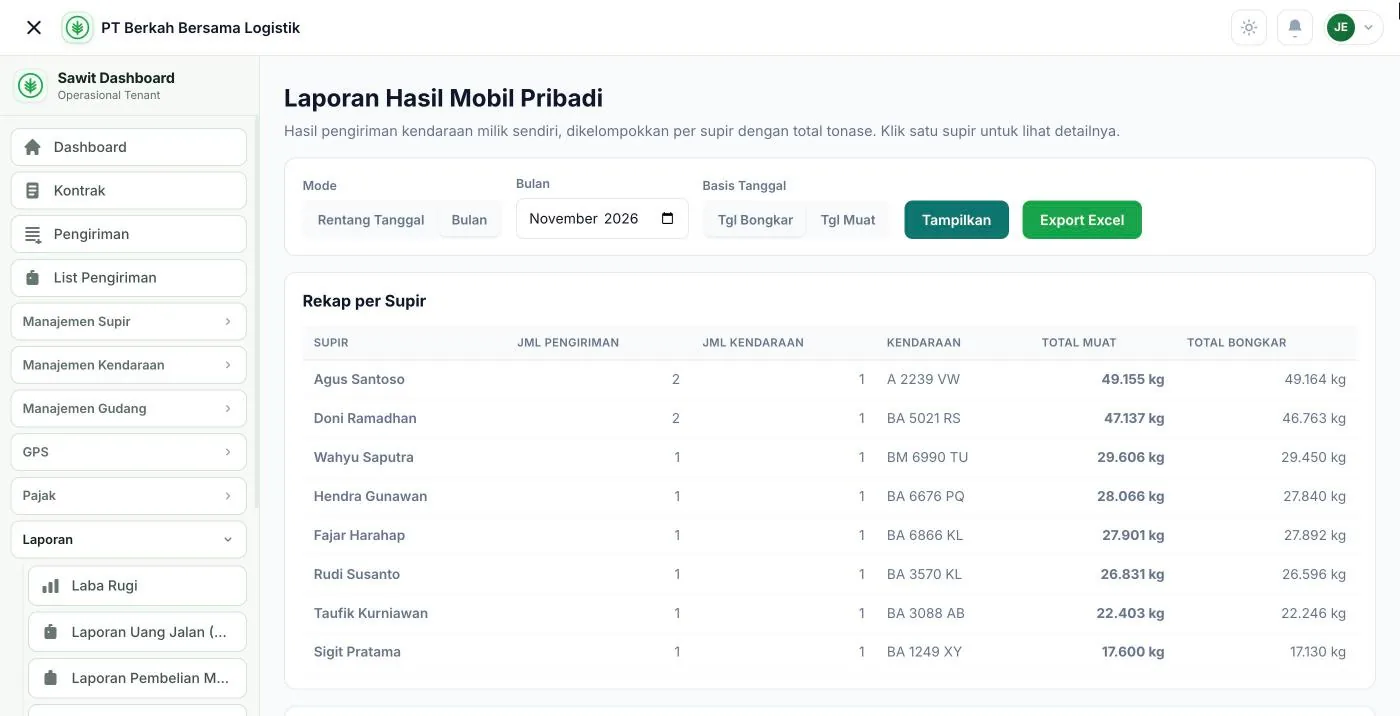 PT Berkah Bersama Logistik
JE
Sawit Dashboard
Operasional Tenant
Dashboard
Kontrak
Pengiriman
List Pengiriman
Manajemen Supir
Manajemen Kendaraan
Manajemen Gudang
GPS
Pajak
Laporan
Laba Rugi
Laporan Uang Jalan (...
Laporan Pembelian M...
Laporan Hasil Mobil Pribadi
Hasil pengiriman kendaraan milik sendiri, dikelompokkan per supir dengan total tonase. Klik satu supir untuk lihat detailnya.
Mode Bulan Basis Tanggal
Rentang Tanggal Bulan November 2026 Tgl Bongkar Tgl Muat Tampilkan Export Excel
Rekap per Supir
SUPIR JML PENGIRIMAN JML KENDARAAN KENDARAAN TOTAL MUAT TOTAL BONGKAR
Agus Santoso 2 1 A 2239 VW 49.155 kg 49.164 kg
Doni Ramadhan 2 1 BA 5021 RS 47.137 kg 46.763 kg
Wahyu Saputra 1 1 BM 6990 TU 29.606 kg 29.450 kg
Hendra Gunawan 1 1 BA 6676 PQ 28.066 kg 27.840 kg
Fajar Harahap 1 1 BA 6866 KL 27.901 kg 27.892 kg
Rudi Susanto 1 1 BA 3570 KL 26.831 kg 26.596 kg
Taufik Kurniawan 1 1 BA 3088 AB 22.403 kg 22.246 kg
Sigit Pratama 1 1 BA 1249 XY 17.600 kg 17.130 kg